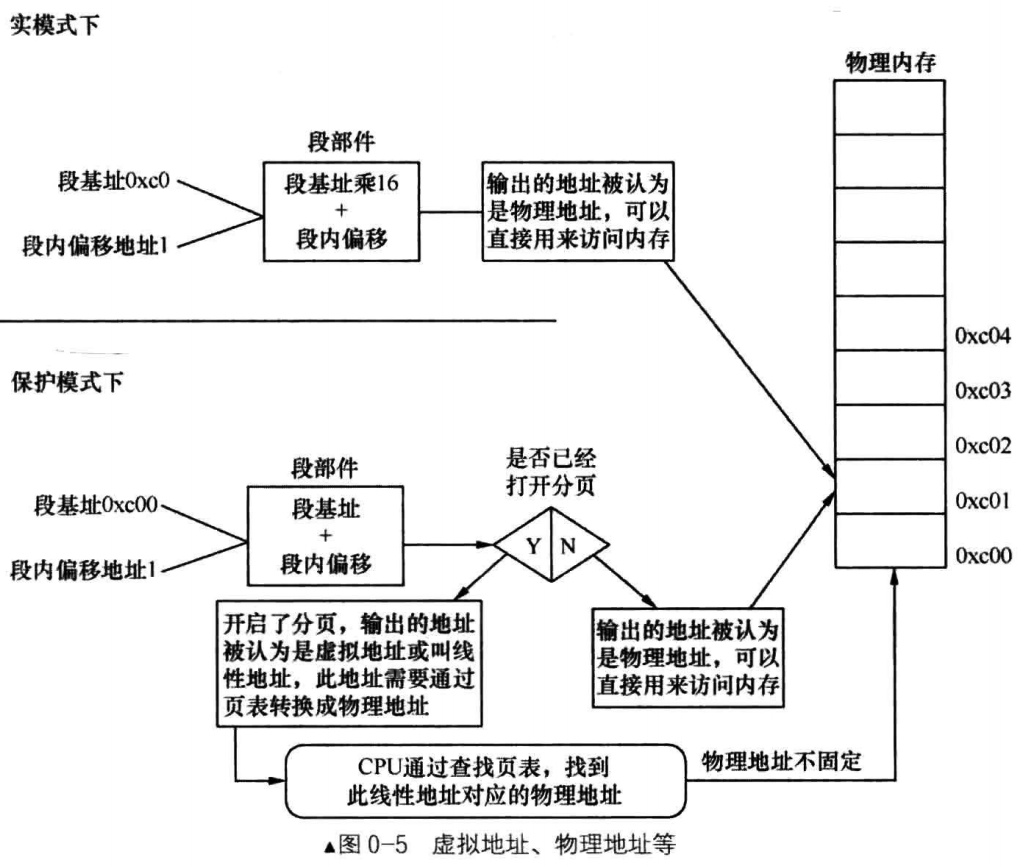 实模式下
物理内存
段部件
段基址0xc0
段内偏移地址1
段基址乘16
+
段内偏移
输出的地址被认为
是物理地址，可以
直接用来访问内存
0xc04
0xc03
0xc02
0xc01
0xc00
保护模式下
段部件
段基址0xc00
段内偏移地址1
段基址
+
段内偏移
是否已经
打开分页
Y N
开启了分页，输出的地址
被认为是虚拟地址或叫线
性地址，此地址需要通过
页表转换成物理地址
输出的地址被认为
是物理地址，可以
直接用来访问内存
CPU通过查找页表，找到
此线性地址对应的物理地址
物理地址不固定
▲图 0-5 虚拟地址、物理地址等